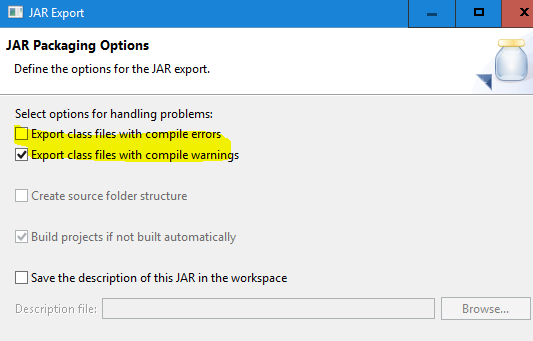 JAR Export
JAR Packaging Options
Define the options for the JAR export.
Select options for handling problems:
Export class files with compile errors
Export class files with compile warnings
Create source folder structure
Build projects if not built automatically
Save the description of this JAR in the workspace
Description file:
Browse...